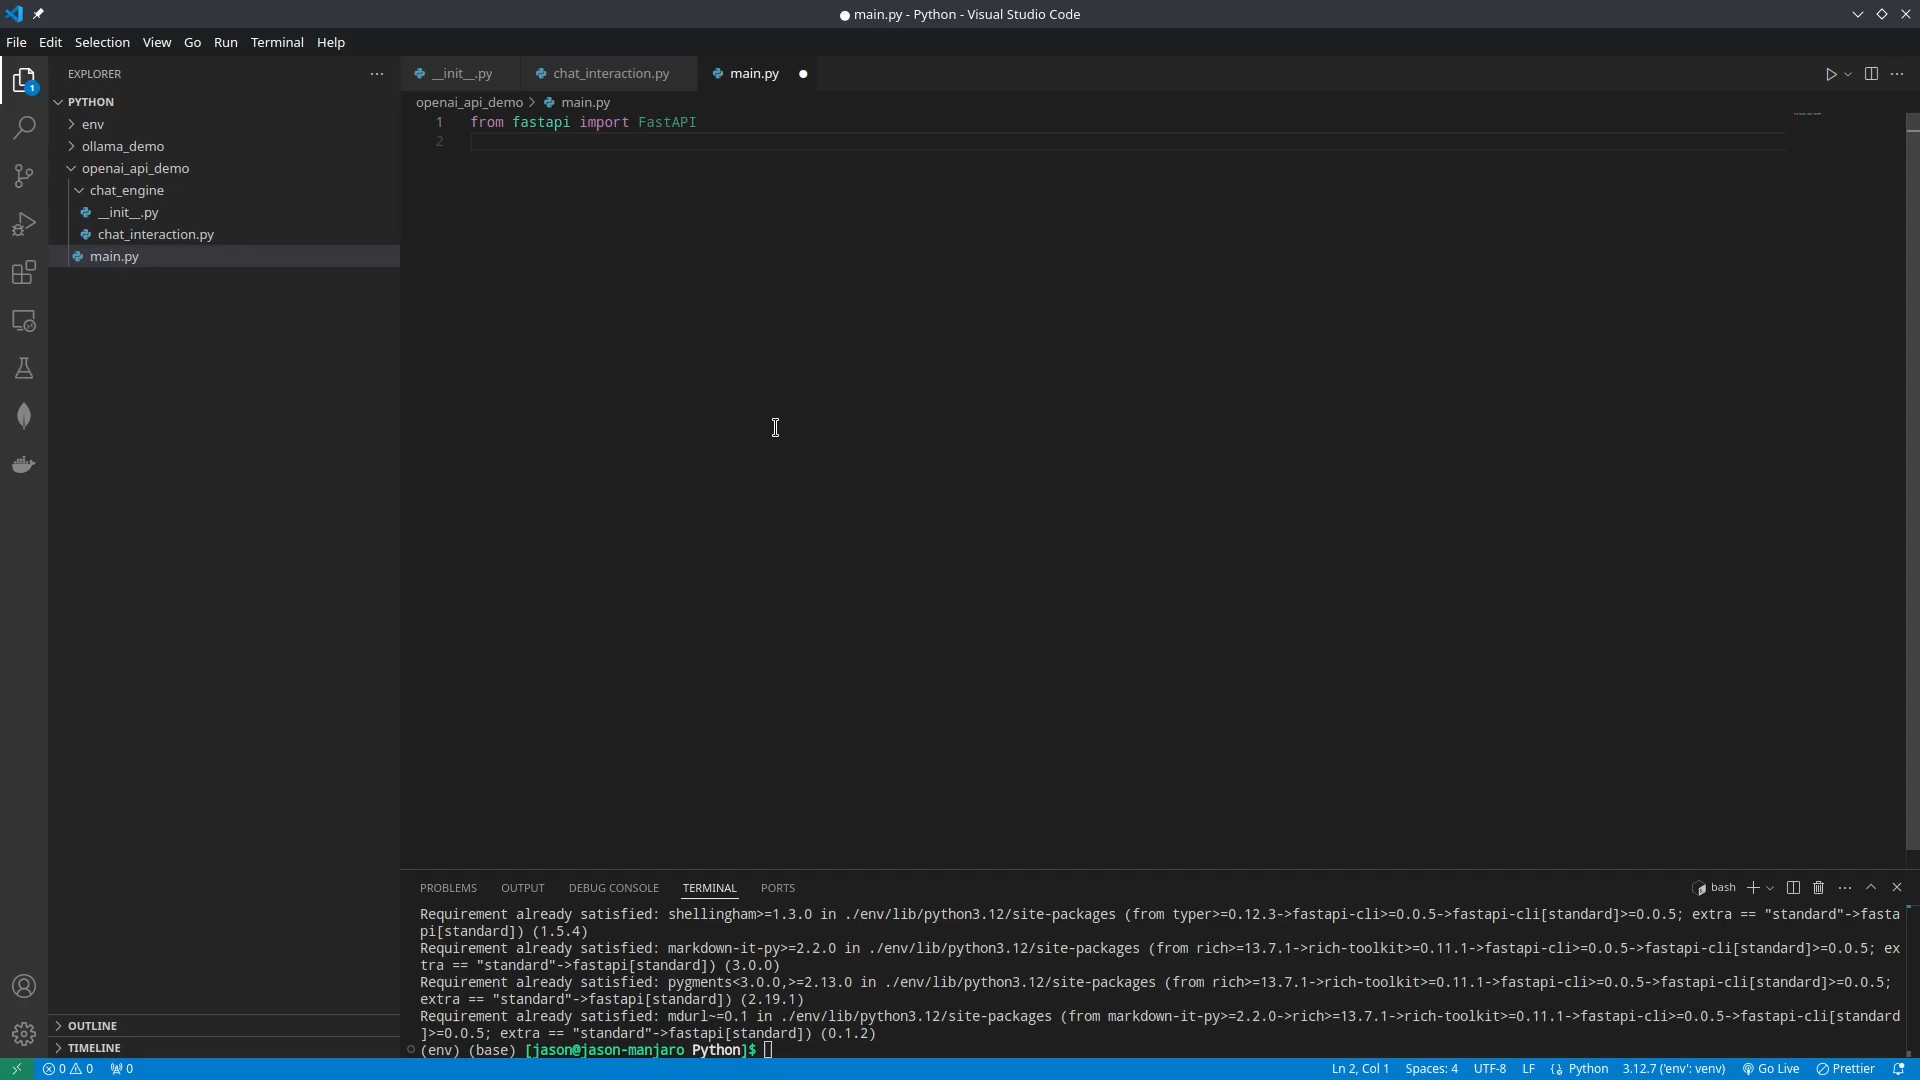 main.py - Python - Visual Studio Code
File Edit Selection View Go Run Terminal Help
EXPLORER
__init__.py
chat_interaction.py
main.py
1
PYTHON
env
ollama_demo
openai_api_demo
chat_engine
__init__.py
chat_interaction.py
main.py
openai_api_demo > main.py
1 from fastapi import FastAPI
2
PROBLEMS OUTPUT DEBUG CONSOLE TERMINAL PORTS
bash
Requirement already satisfied: shellingham>=1.3.0 in ./env/lib/python3.12/site-packages (from typer>=0.12.3->fastapi-cli>=0.0.5->fastapi-cli[standard]>=0.0.5; extra == "standard"->fasta
pi[standard]) (1.5.4)
Requirement already satisfied: markdown-it-py>=2.2.0 in ./env/lib/python3.12/site-packages (from rich>=13.7.1->rich-toolkit>=0.11.1->fastapi-cli>=0.0.5->fastapi-cli[standard]>=0.0.5; ex
tra == "standard"->fastapi[standard]) (3.0.0)
Requirement already satisfied: pygments<3.0.0,>=2.13.0 in ./env/lib/python3.12/site-packages (from rich>=13.7.1->rich-toolkit>=0.11.1->fastapi-cli>=0.0.5->fastapi-cli[standard]>=0.0.5;
extra == "standard"->fastapi[standard]) (2.19.1)
Requirement already satisfied: mdurl~=0.1 in ./env/lib/python3.12/site-packages (from markdown-it-py>=2.2.0->rich>=13.7.1->rich-toolkit>=0.11.1->fastapi-cli>=0.0.5->fastapi-cli[standard
]>=0.0.5; extra == "standard"->fastapi[standard]) (0.1.2)
(env) (base) [jason@jason-manjaro Python]$
OUTLINE
TIMELINE
0 0 0 Ln 2, Col 1 Spaces: 4 UTF-8 LF Python 3.12.7 ('env': venv) Go Live Prettier